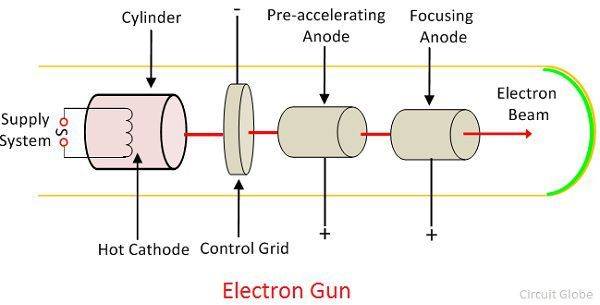 Cylinder
-
Pre-accelerating
Anode
Focusing
Anode
Supply
System
S
Electron
Beam
Hot Cathode
Control Grid
+
+
Electron Gun
Circuit Globe